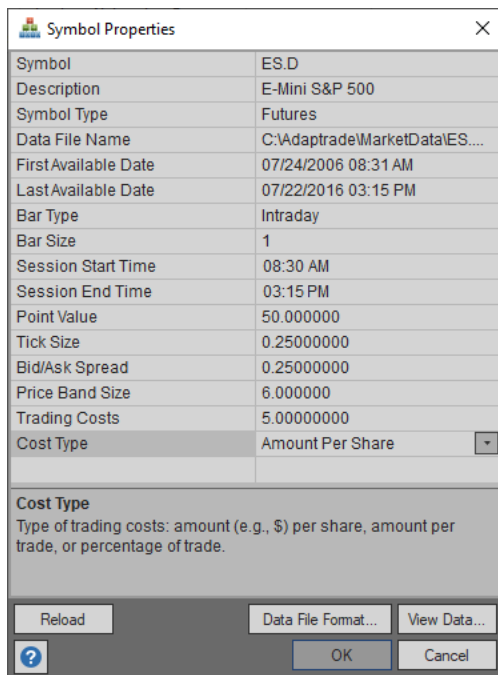 Symbol Properties
Symbol ES.D
Description E-Mini S&P 500
Symbol Type Futures
Data File Name C:\Adaptrade\MarketData\ES....
First Available Date 07/24/2006 08:31 AM
Last Available Date 07/22/2016 03:15 PM
Bar Type Intraday
Bar Size 1
Session Start Time 08:30 AM
Session End Time 03:15 PM
Point Value 50.000000
Tick Size 0.25000000
Bid/Ask Spread 0.25000000
Price Band Size 6.000000
Trading Costs 5.00000000
Cost Type Amount Per Share
Cost Type
Type of trading costs: amount (e.g., $) per share, amount per
trade, or percentage of trade.
Reload Data File Format... View Data...
? OK Cancel